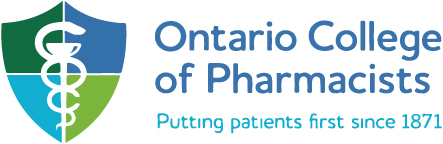 Ontario College
of Pharmacists
Putting patients first since 1871